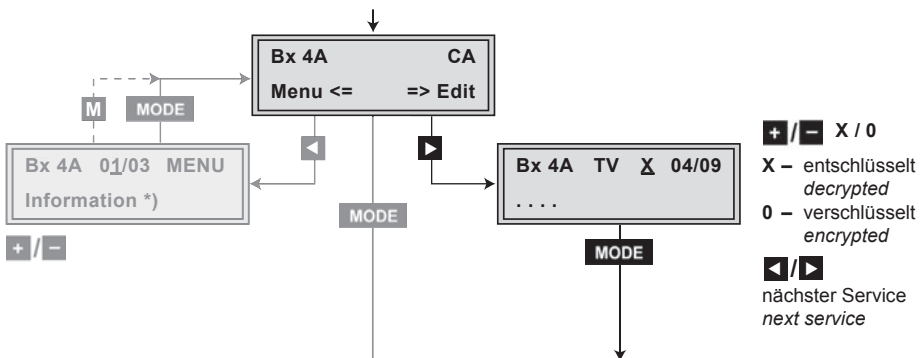 Bx 4A CA
Menu <= => Edit
M MODE
Bx 4A 01/03 MENU
Information *)
+ / −
MODE
Bx 4A TV X 04/09
. . . .
MODE
+ / − X / 0
X – entschlüsselt
decrypted
0 – verschlüsselt
encrypted
◄ / ►
nächster Service
next service